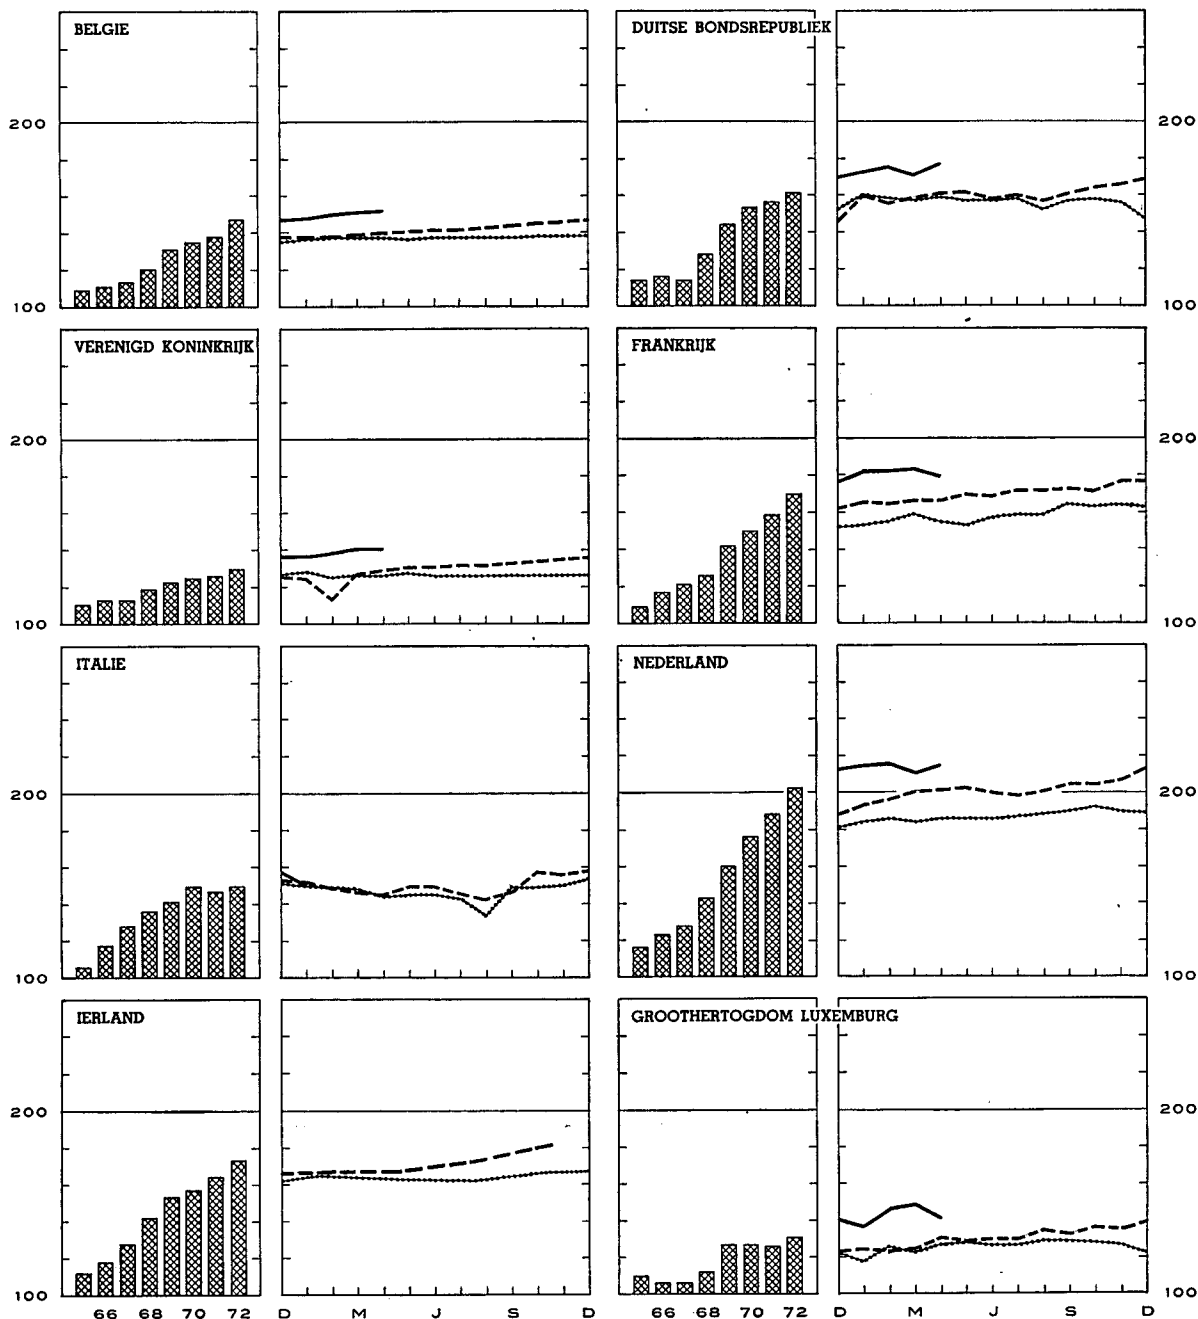 BELGIE
DUITSE BONDSREPUBLIEK
200
200
100
100
VERENIGD KONINKRIJK
FRANKRIJK
200
200
100
100
ITALIE
NEDERLAND
200
200
100
100
IERLAND
GROOTHERTOGDOM LUXEMBURG
200
200
100
100
66 68 70 72 D M J S D 66 68 70 72 D M J S D